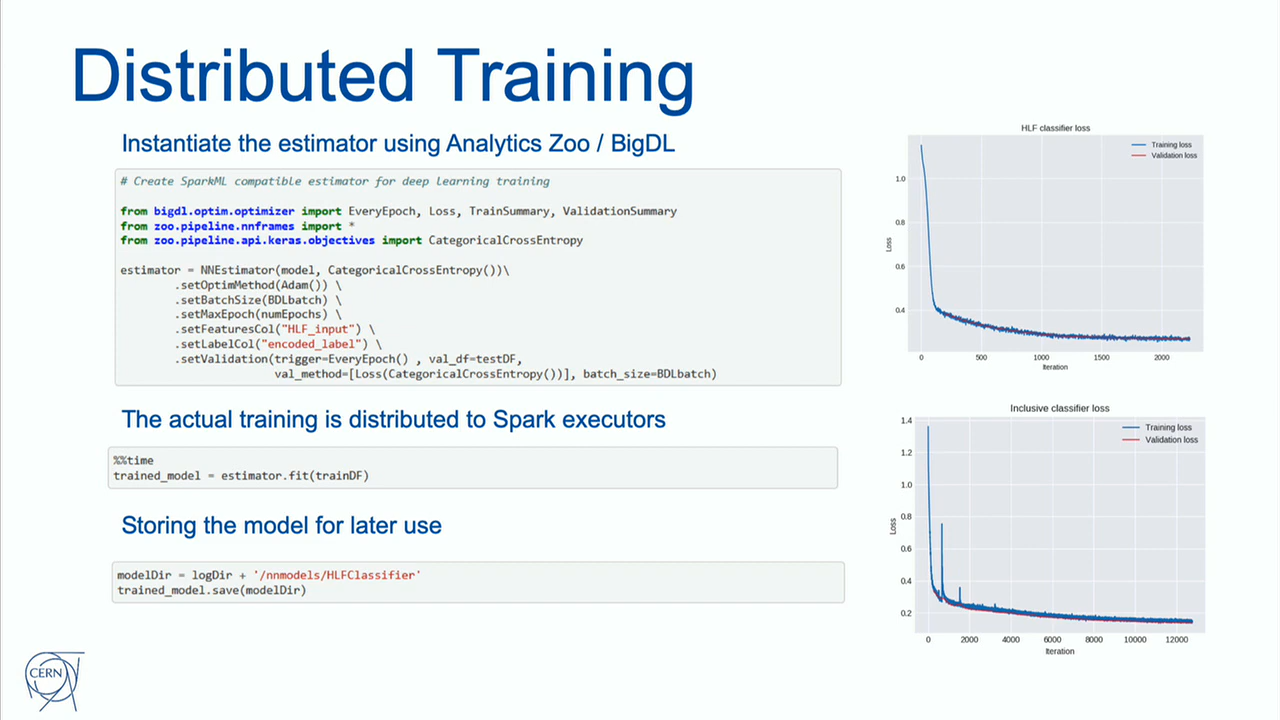 Distributed Training
Instantiate the estimator using Analytics Zoo / BigDL
# Create SparkML compatible estimator for deep learning training
from bigdl.optim.optimizer import EveryEpoch, Loss, TrainSummary, ValidationSummary
from zoo.pipeline.nnframes import *
from zoo.pipeline.api.keras.objectives import CategoricalCrossEntropy
estimator = NNEstimator(model, CategoricalCrossEntropy())\
.setOptimMethod(Adam()) \
.setBatchSize(BDLbatch) \
.setMaxEpoch(numEpochs) \
.setFeaturesCol("HLF_input") \
.setLabelCol("encoded_label") \
.setValidation(trigger=EveryEpoch() , val_df=testDF,
val_method=[Loss(CategoricalCrossEntropy())], batch_size=BDLbatch)
The actual training is distributed to Spark executors
%%time
trained_model = estimator.fit(trainDF)
Storing the model for later use
modelDir = logDir + '/nnmodels/HLFClassifier'
trained_model.save(modelDir)
CERN
HLF classifier loss
Training loss
Validation loss
Loss
1.0
0.8
0.6
0.4
0 500 1000 1500 2000
Iteration
Inclusive classifier loss
Training loss
Validation loss
Loss
1.4
1.2
1.0
0.8
0.6
0.4
0.2
0 2000 4000 6000 8000 10000 12000
Iteration